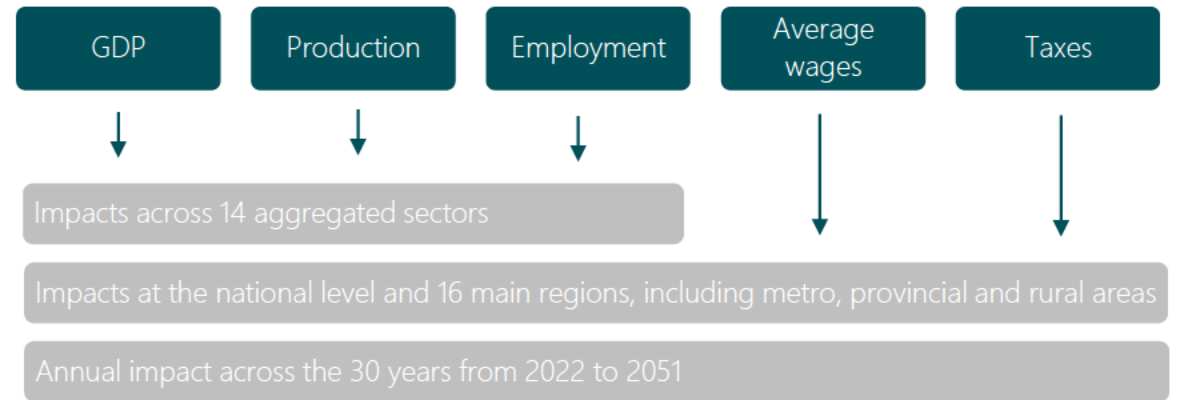 GDP
Production
Employment
Average
wages
Taxes
Impacts across 14 aggregated sectors
Impacts at the national level and 16 main regions, including metro, provincial and rural areas
Annual impact across the 30 years from 2022 to 2051